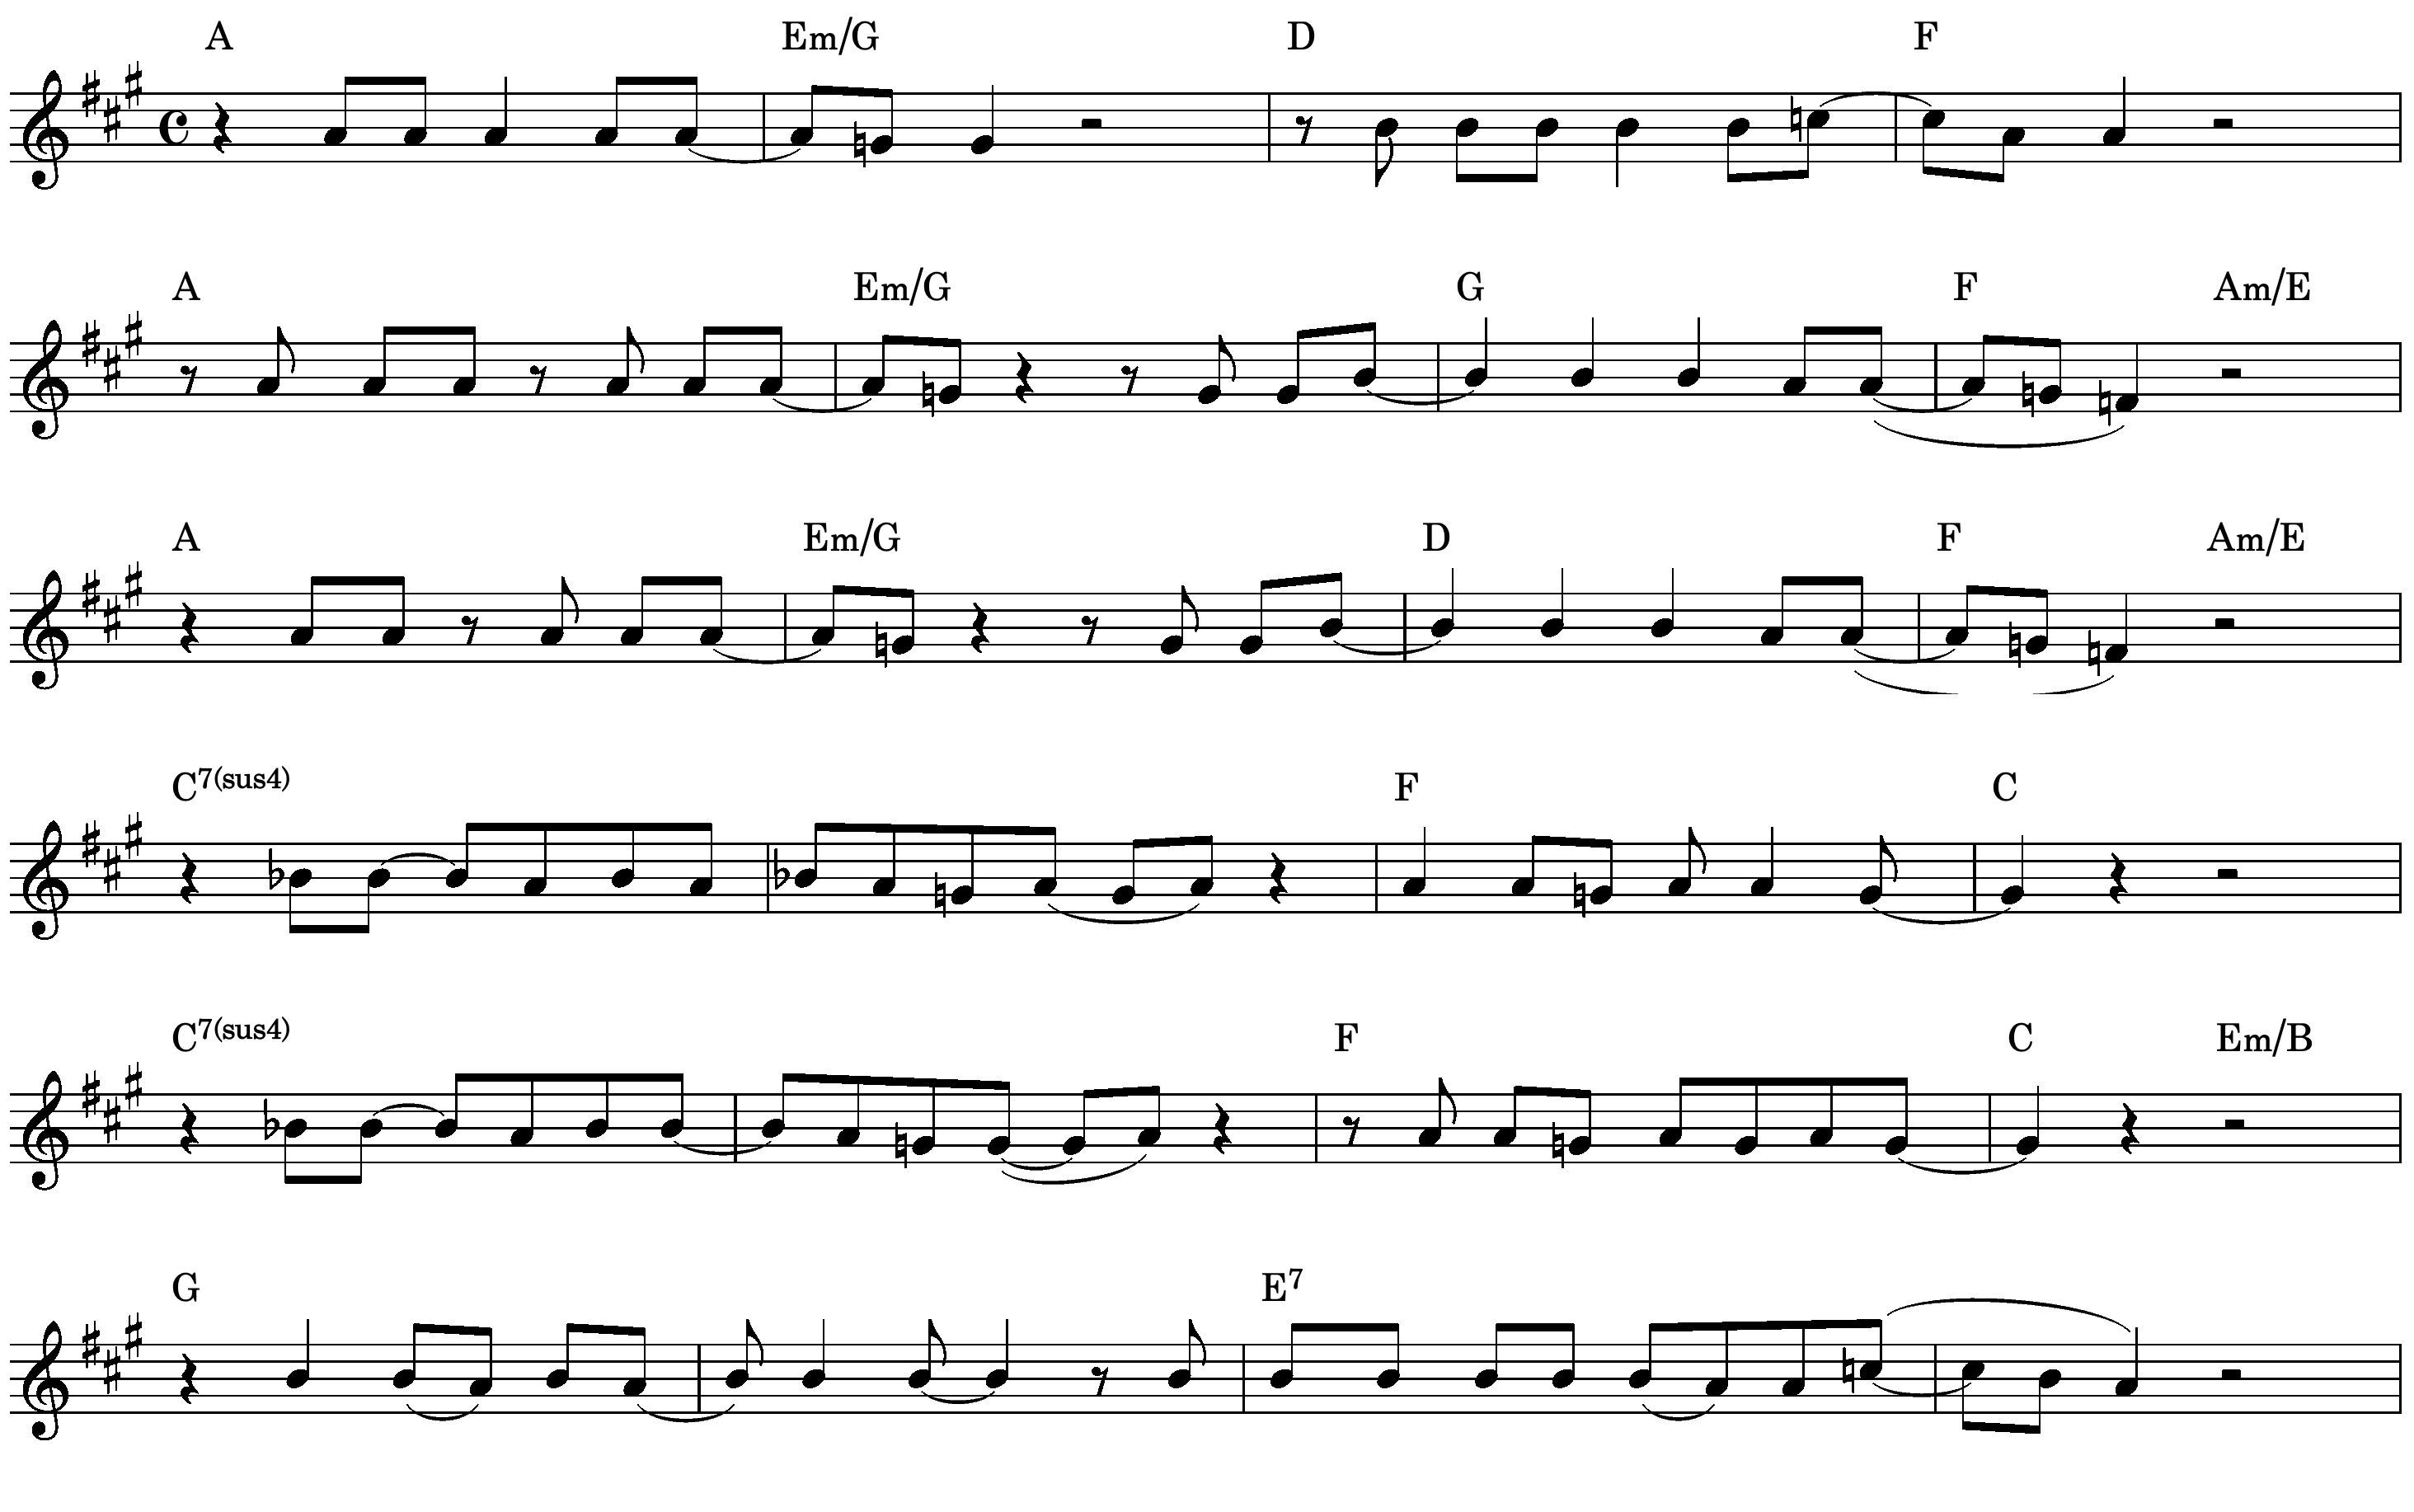 A Em/G D F
A Em/G G F Am/E
A Em/G D F Am/E
C7(sus4) F C
C7(sus4) F C Em/B
G E7